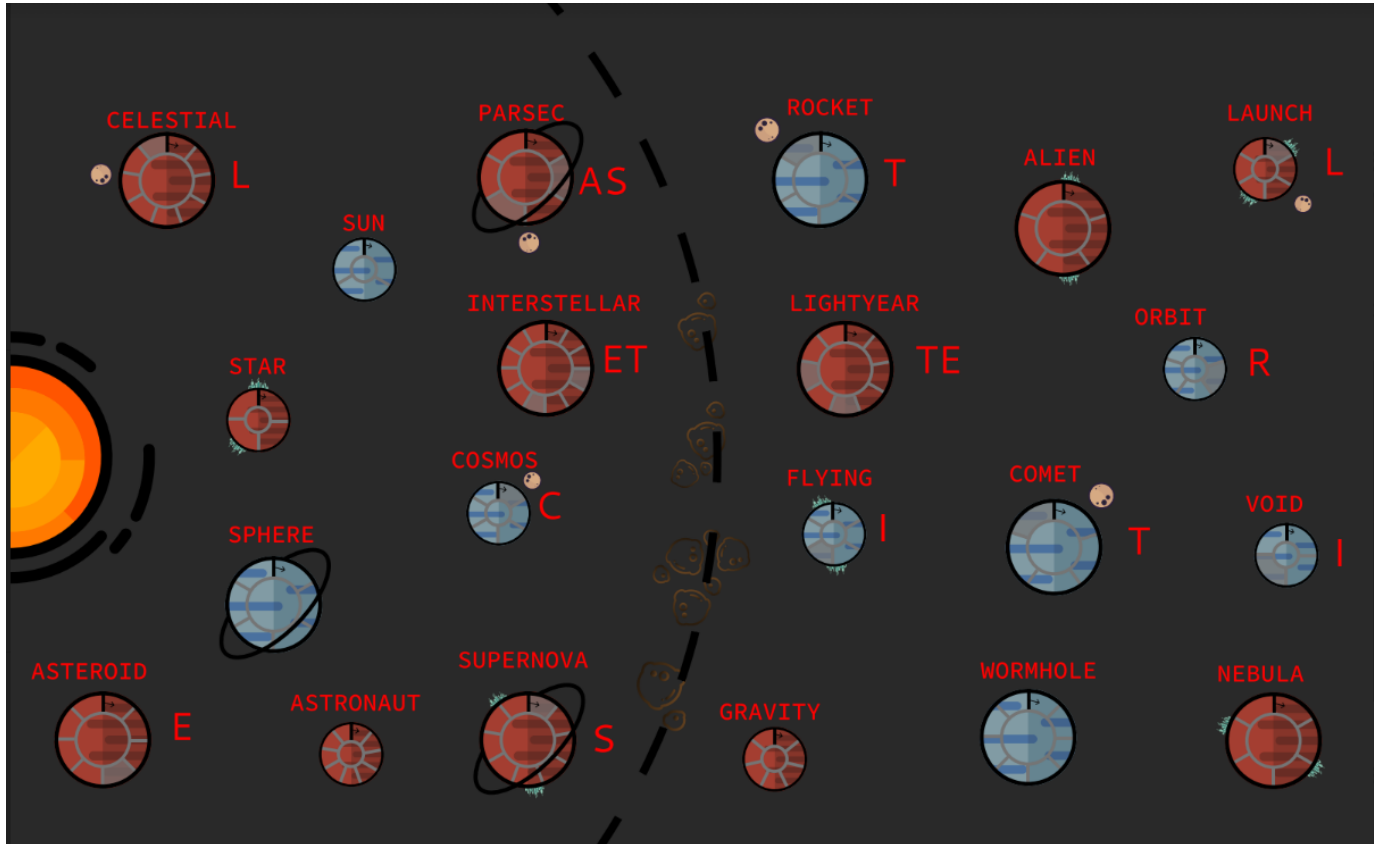 CELESTIAL
L
PARSEC
AS
ROCKET
T
ALIEN
LAUNCH
L
SUN
INTERSTELLAR
ET
LIGHTYEAR
TE
ORBIT
R
STAR
COSMOS
C
FLYING
I
COMET
T
VOID
I
SPHERE
ASTEROID
E
ASTRONAUT
SUPERNOVA
S
GRAVITY
WORMHOLE
NEBULA